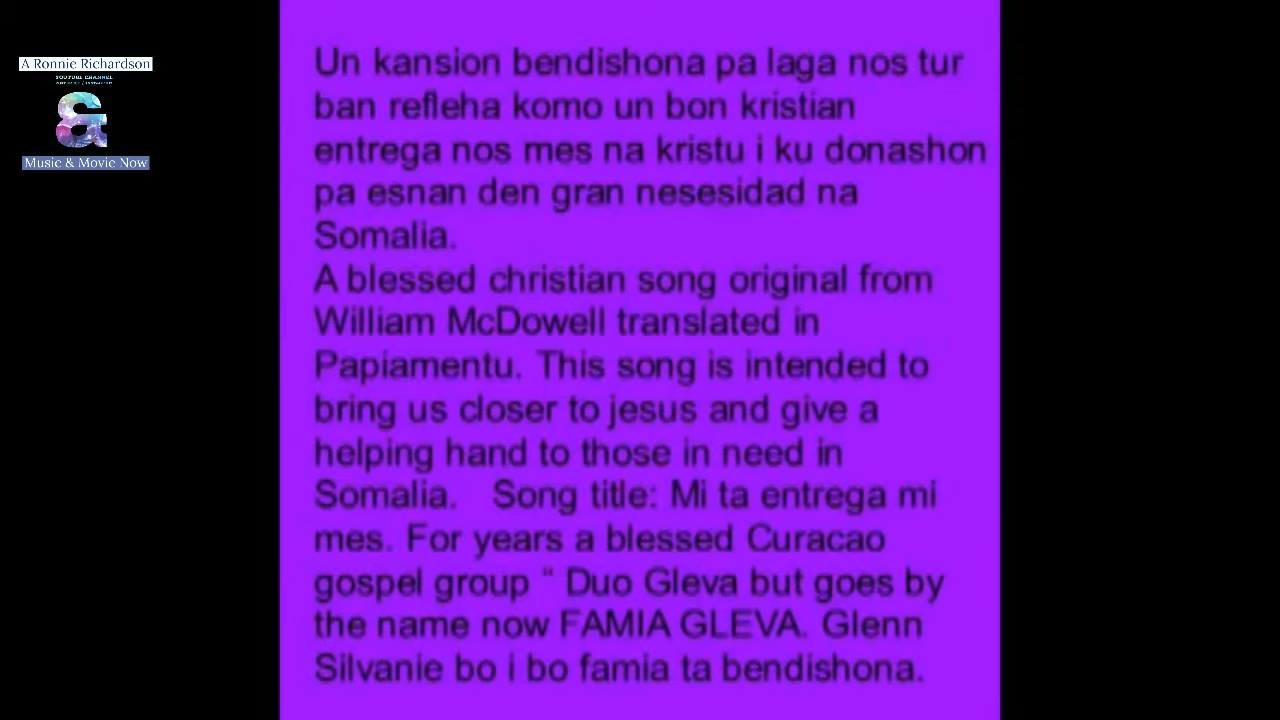 A Ronnie Richardson
YOUTUBE CHANNEL
&
Music & Movie Now
Un kansion bendishona pa laga nos tur
ban refleha komo un bon kristian
entrega nos mes na kristu i ku donashon
pa esnan den gran nesesidad na
Somalia.
A blessed christian song original from
William McDowell translated in
Papiamentu. This song is intended to
bring us closer to jesus and give a
helping hand to those in need in
Somalia. Song title: Mi ta entrega mi
mes. For years a blessed Curacao
gospel group “ Duo Gleva but goes by
the name now FAMIA GLEVA. Glenn
Silvanie bo i bo famia ta bendishona.